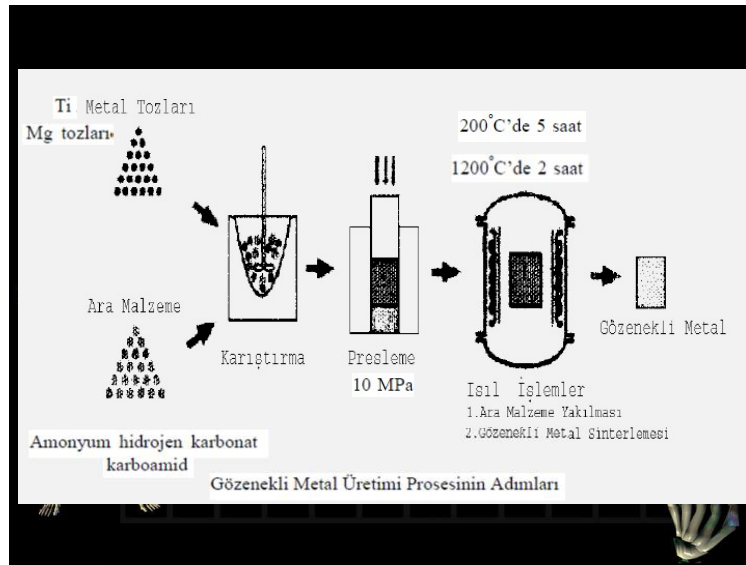 Ti Metal Tozları
Mg tozları
200°C'de 5 saat
1200°C'de 2 saat
Ara Malzeme
Karıştırma
Presleme
10 MPa
Isıl İşlemler
1.Ara Malzeme Yakılması
2.Gözenekli Metal Sinterlemesi
Gözenekli Metal
Amonyum hidrojen karbonat
karboamid
Gözenekli Metal Üretimi Prosesinin Adımları